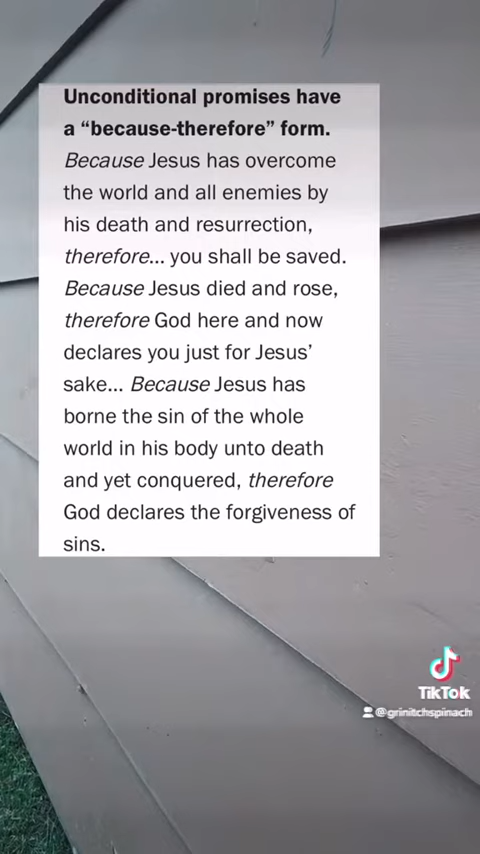 Unconditional promises have
a “because-therefore” form.
Because Jesus has overcome
the world and all enemies by
his death and resurrection,
therefore... you shall be saved.
Because Jesus died and rose,
therefore God here and now
declares you just for Jesus’
sake... Because Jesus has
borne the sin of the whole
world in his body unto death
and yet conquered, therefore
God declares the forgiveness of
sins.
TikTok
@grinitchspinach